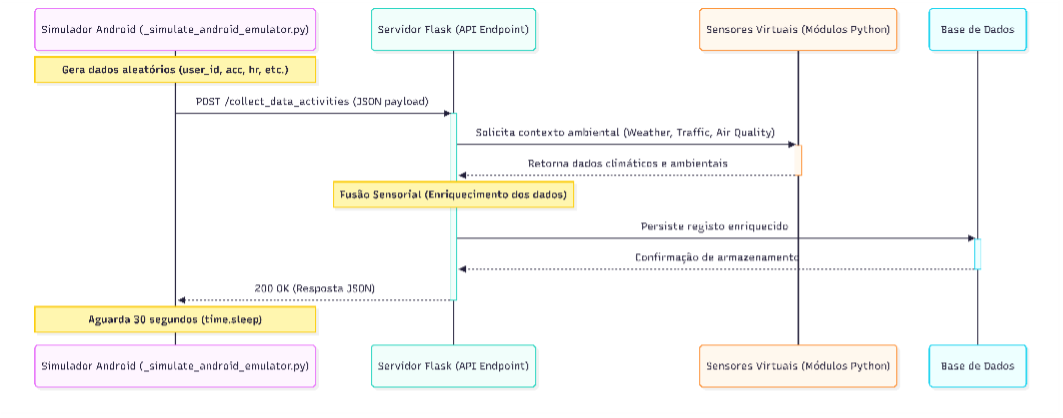 Simulador Android (_simulate_android_emulator.py)
Servidor Flask (API Endpoint)
Sensores Virtuais (Módulos Python)
Base de Dados
Gera dados aleatórios (user_id, acc, hr, etc.)
POST /collect_data_activities (JSON payload)
Solicita contexto ambiental (Weather, Traffic, Air Quality)
Retorna dados climáticos e ambientais
Fusão Sensorial (Enriquecimento dos dados)
Persiste registo enriquecido
Confirmação de armazenamento
200 OK (Resposta JSON)
Aguarda 30 segundos (time.sleep)
Simulador Android (_simulate_android_emulator.py)
Servidor Flask (API Endpoint)
Sensores Virtuais (Módulos Python)
Base de Dados